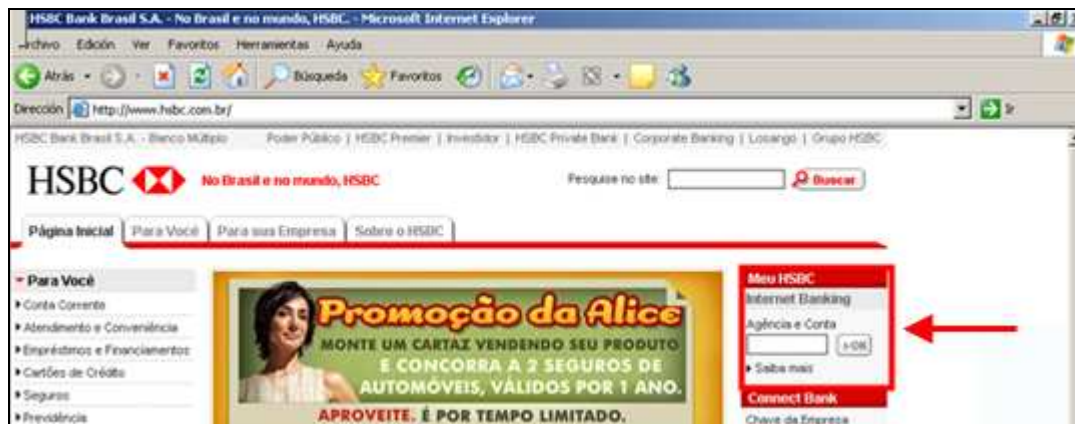 HSBC Bank Brasil S.A. - No Brasil e no mundo, HSBC. - Microsoft Internet Explorer
Archivo Edición Ver Favoritos Herramientas Ayuda
Atrás Búsqueda Favoritos
Dirección http://www.hsbc.com.br/
HSBC Bank Brasil S.A. - Banco Múltiplo Poder Público | HSBC Premier | Investidor | HSBC Private Bank | Corporate Banking | Losango | Grupo HSBC
HSBC No Brasil e no mundo, HSBC Pesquise no site: Buscar
Página Inicial Para Você Para sua Empresa Sobre o HSBC
Para Você
Conta Corrente
Atendimento e Conveniência
Empréstimos e Financiamentos
Cartões de Crédito
Seguros
Previdência
Promoção da Alice
MONTE UM CARTAZ VENDENDO SEU PRODUTO
E CONCORRA A 2 SEGUROS DE
AUTOMÓVEIS, VÁLIDOS POR 1 ANO.
APROVEITE. É POR TEMPO LIMITADO.
Meu HSBC
Internet Banking
Agência e Conta
OK
Saiba mais
Connect Bank
Chave da Empresa